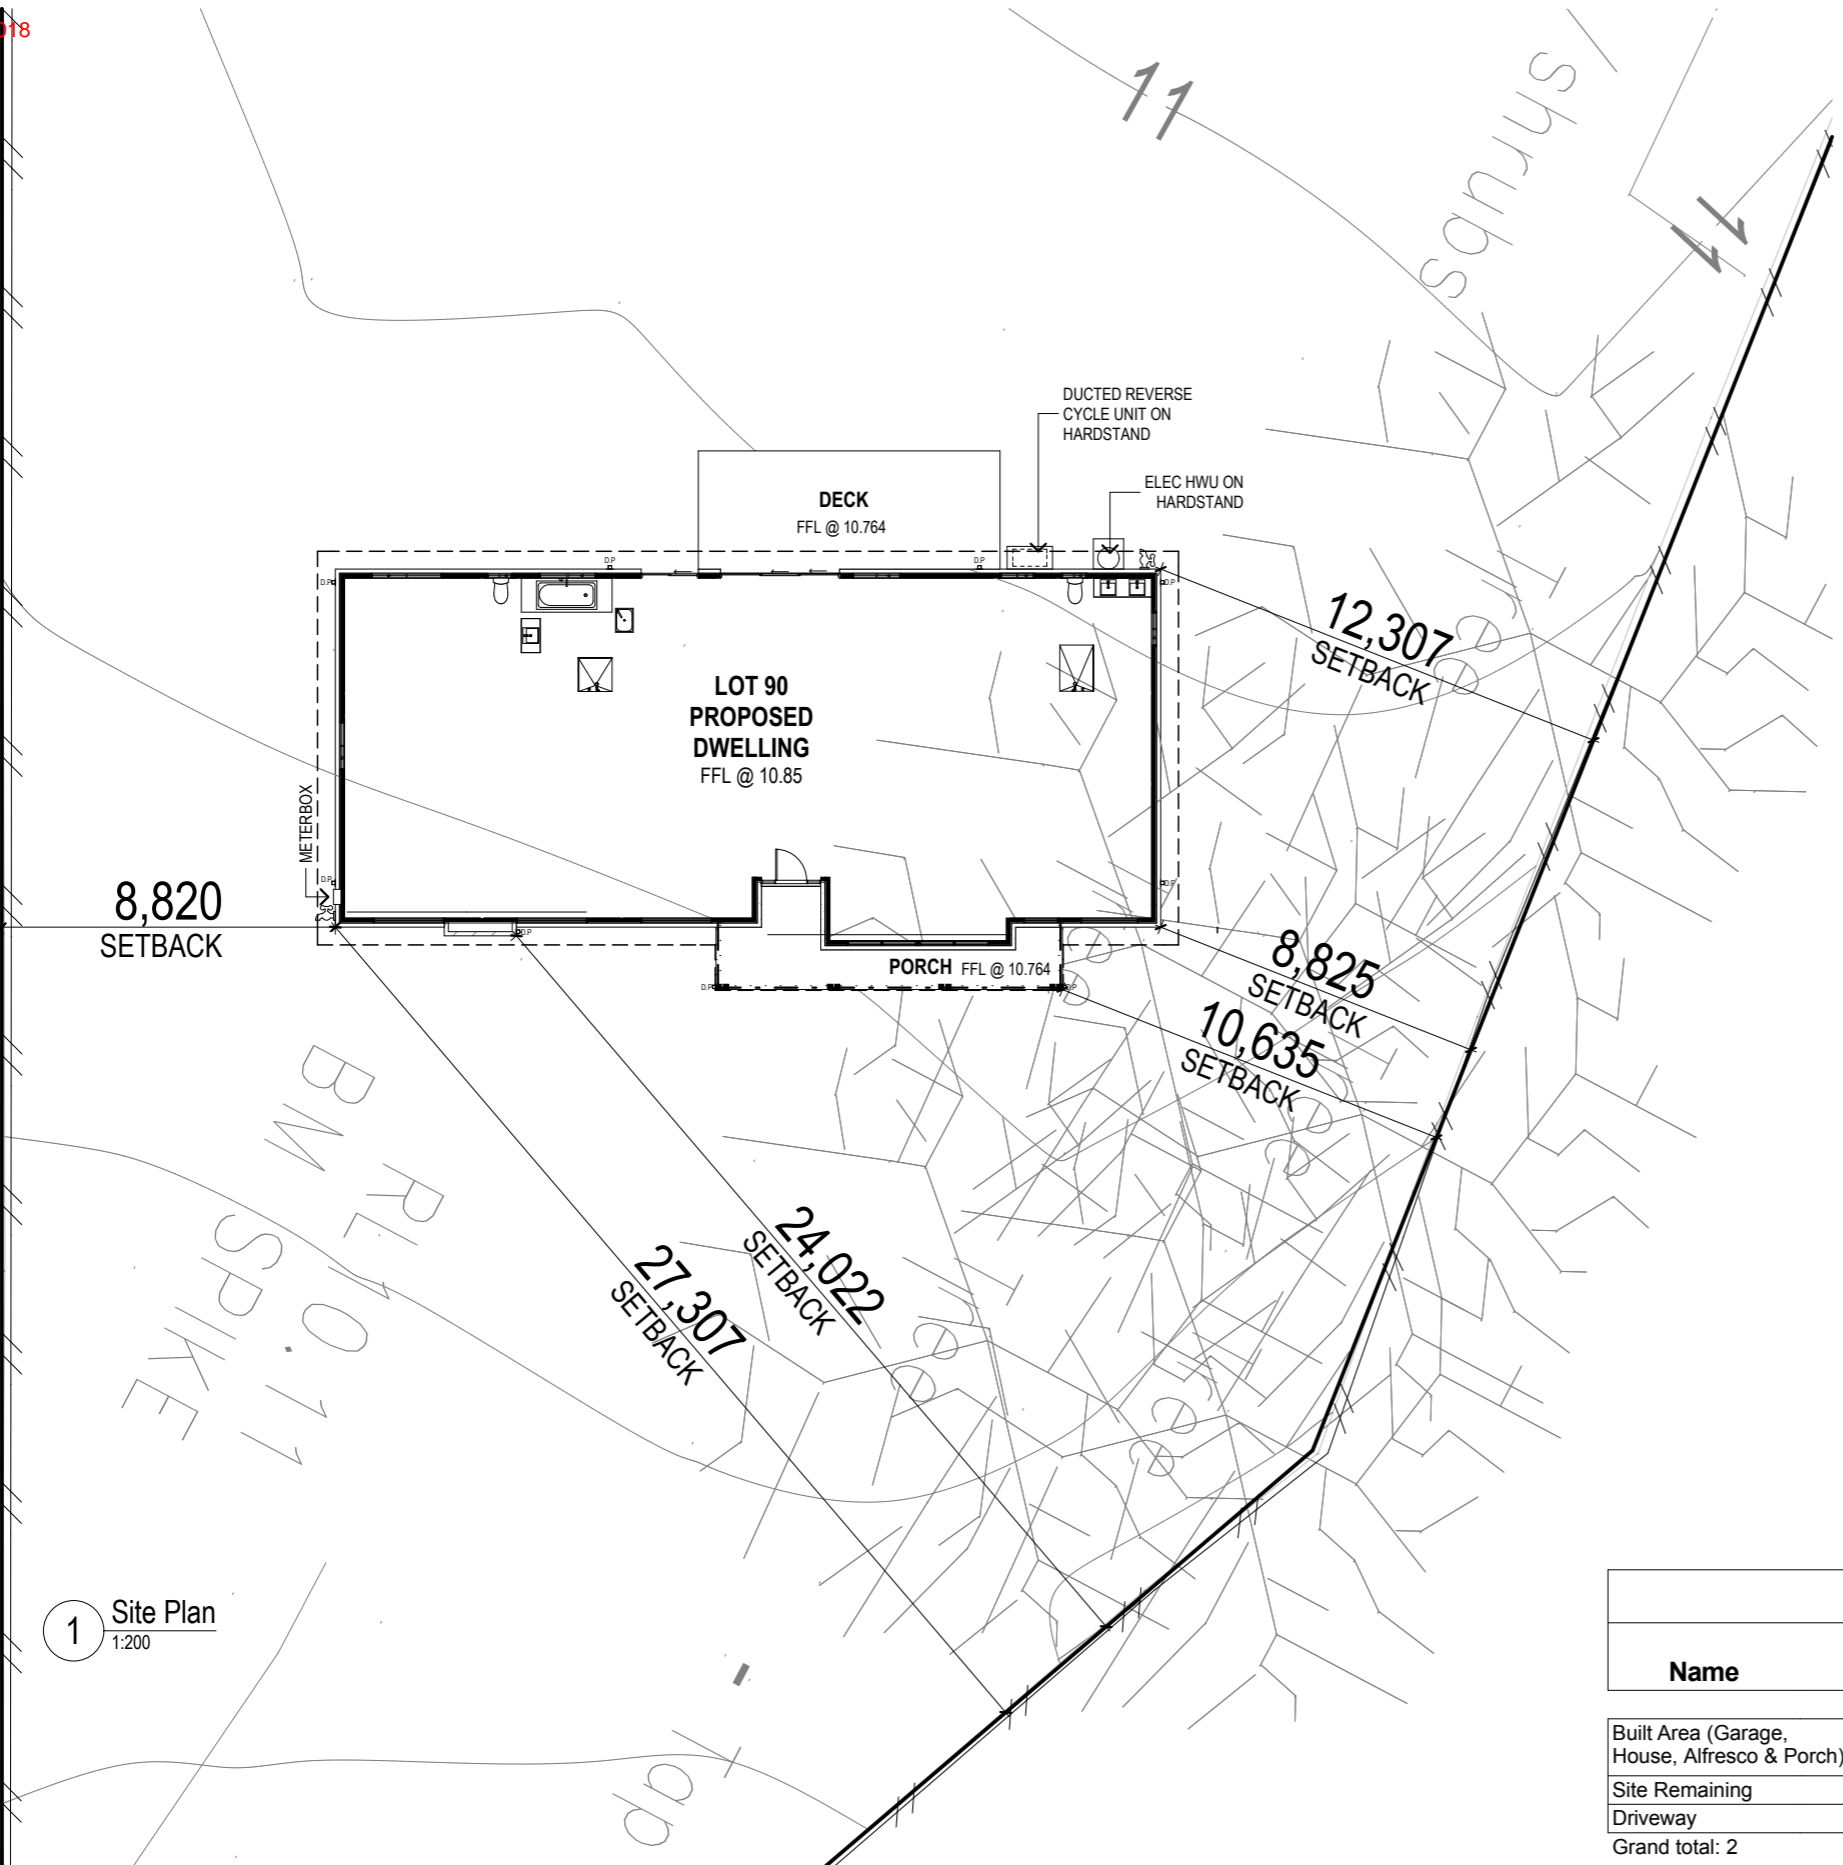 018
11
shrubs
11
DUCTED REVERSE
CYCLE UNIT ON
HARDSTAND
ELEC HWU ON
HARDSTAND
DECK
FFL @ 10.764
D.P
D.P
D.P
D.P
12,307
SETBACK
tree
LOT 90
PROPOSED
DWELLING
FFL @ 10.85
METERBOX
D.P
D.P
8,820
SETBACK
D.P
PORCH FFL @ 10.764
D.P
D.P
8,825
SETBACK
10,635
SETBACK
BM RL 10.11
SPIKE
24,022
SETBACK
27,307
SETBACK
tree
1
Site Plan
1:200
Name
Built Area (Garage,
House, Alfresco & Porch)
Site Remaining
Driveway
Grand total: 2